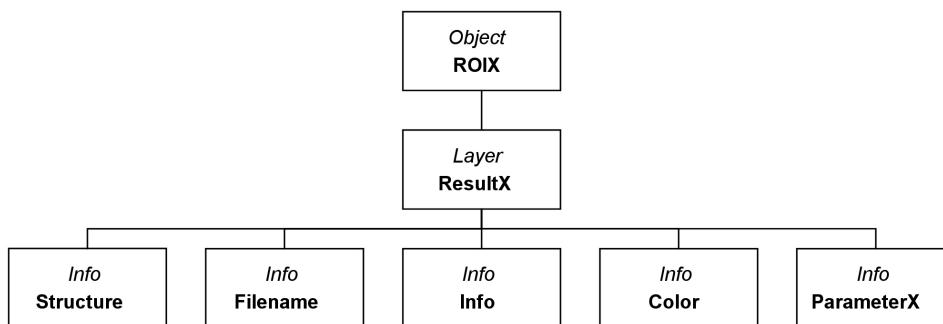 Object
ROIX
Layer
ResultX
Info
Structure
Info
Filename
Info
Info
Info
Color
Info
ParameterX